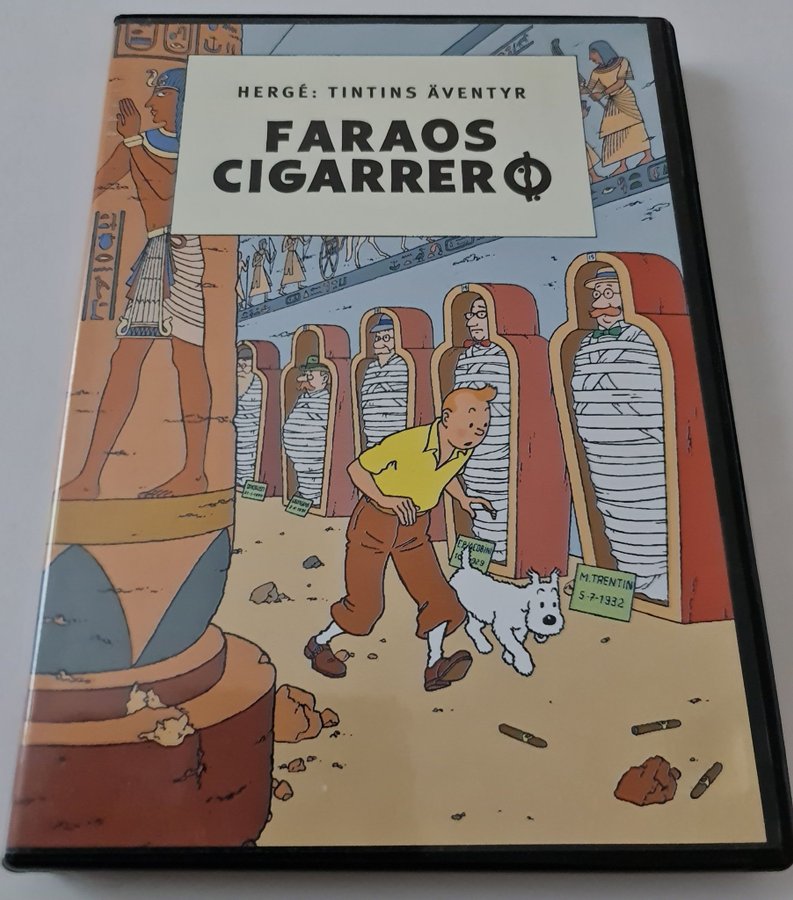 HERGÉ: TINTINS ÄVENTYR
FARAOS
CIGARRER
M. TRENTIN
5-7-1932